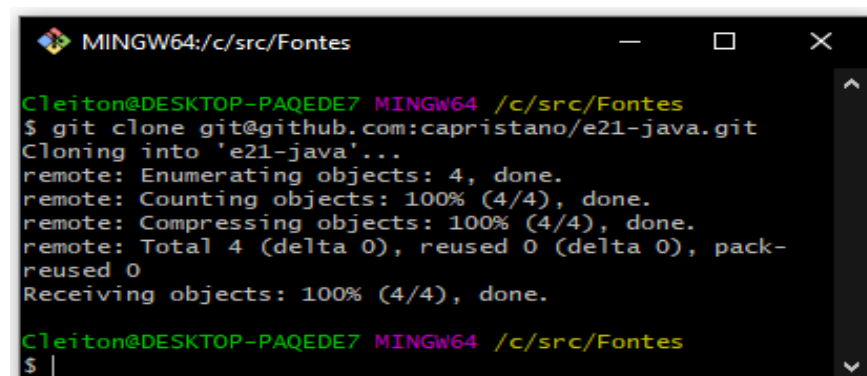 MINGW64:/c/src/Fontes
Cleiton@DESKTOP-PAQEDE7 MINGW64 /c/src/Fontes
$ git clone git@github.com:capristano/e21-java.git
Cloning into 'e21-java'...
remote: Enumerating objects: 4, done.
remote: Counting objects: 100% (4/4), done.
remote: Compressing objects: 100% (4/4), done.
remote: Total 4 (delta 0), reused 0 (delta 0), pack-
reused 0
Receiving objects: 100% (4/4), done.
Cleiton@DESKTOP-PAQEDE7 MINGW64 /c/src/Fontes
$